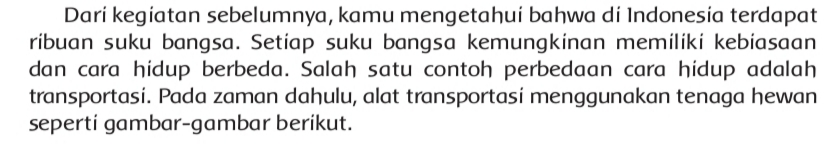 Dari kegiatan sebelumnya, kamu mengetahui bahwa di Indonesia terdapat
ribuan suku bangsa. Setiap suku bangsa kemungkinan memiliki kebiasaan
dan cara hidup berbeda. Salah satu contoh perbedaan cara hidup adalah
transportasi. Pada zaman dahulu, alat transportasi menggunakan tenaga hewan
seperti gambar-gambar berikut.